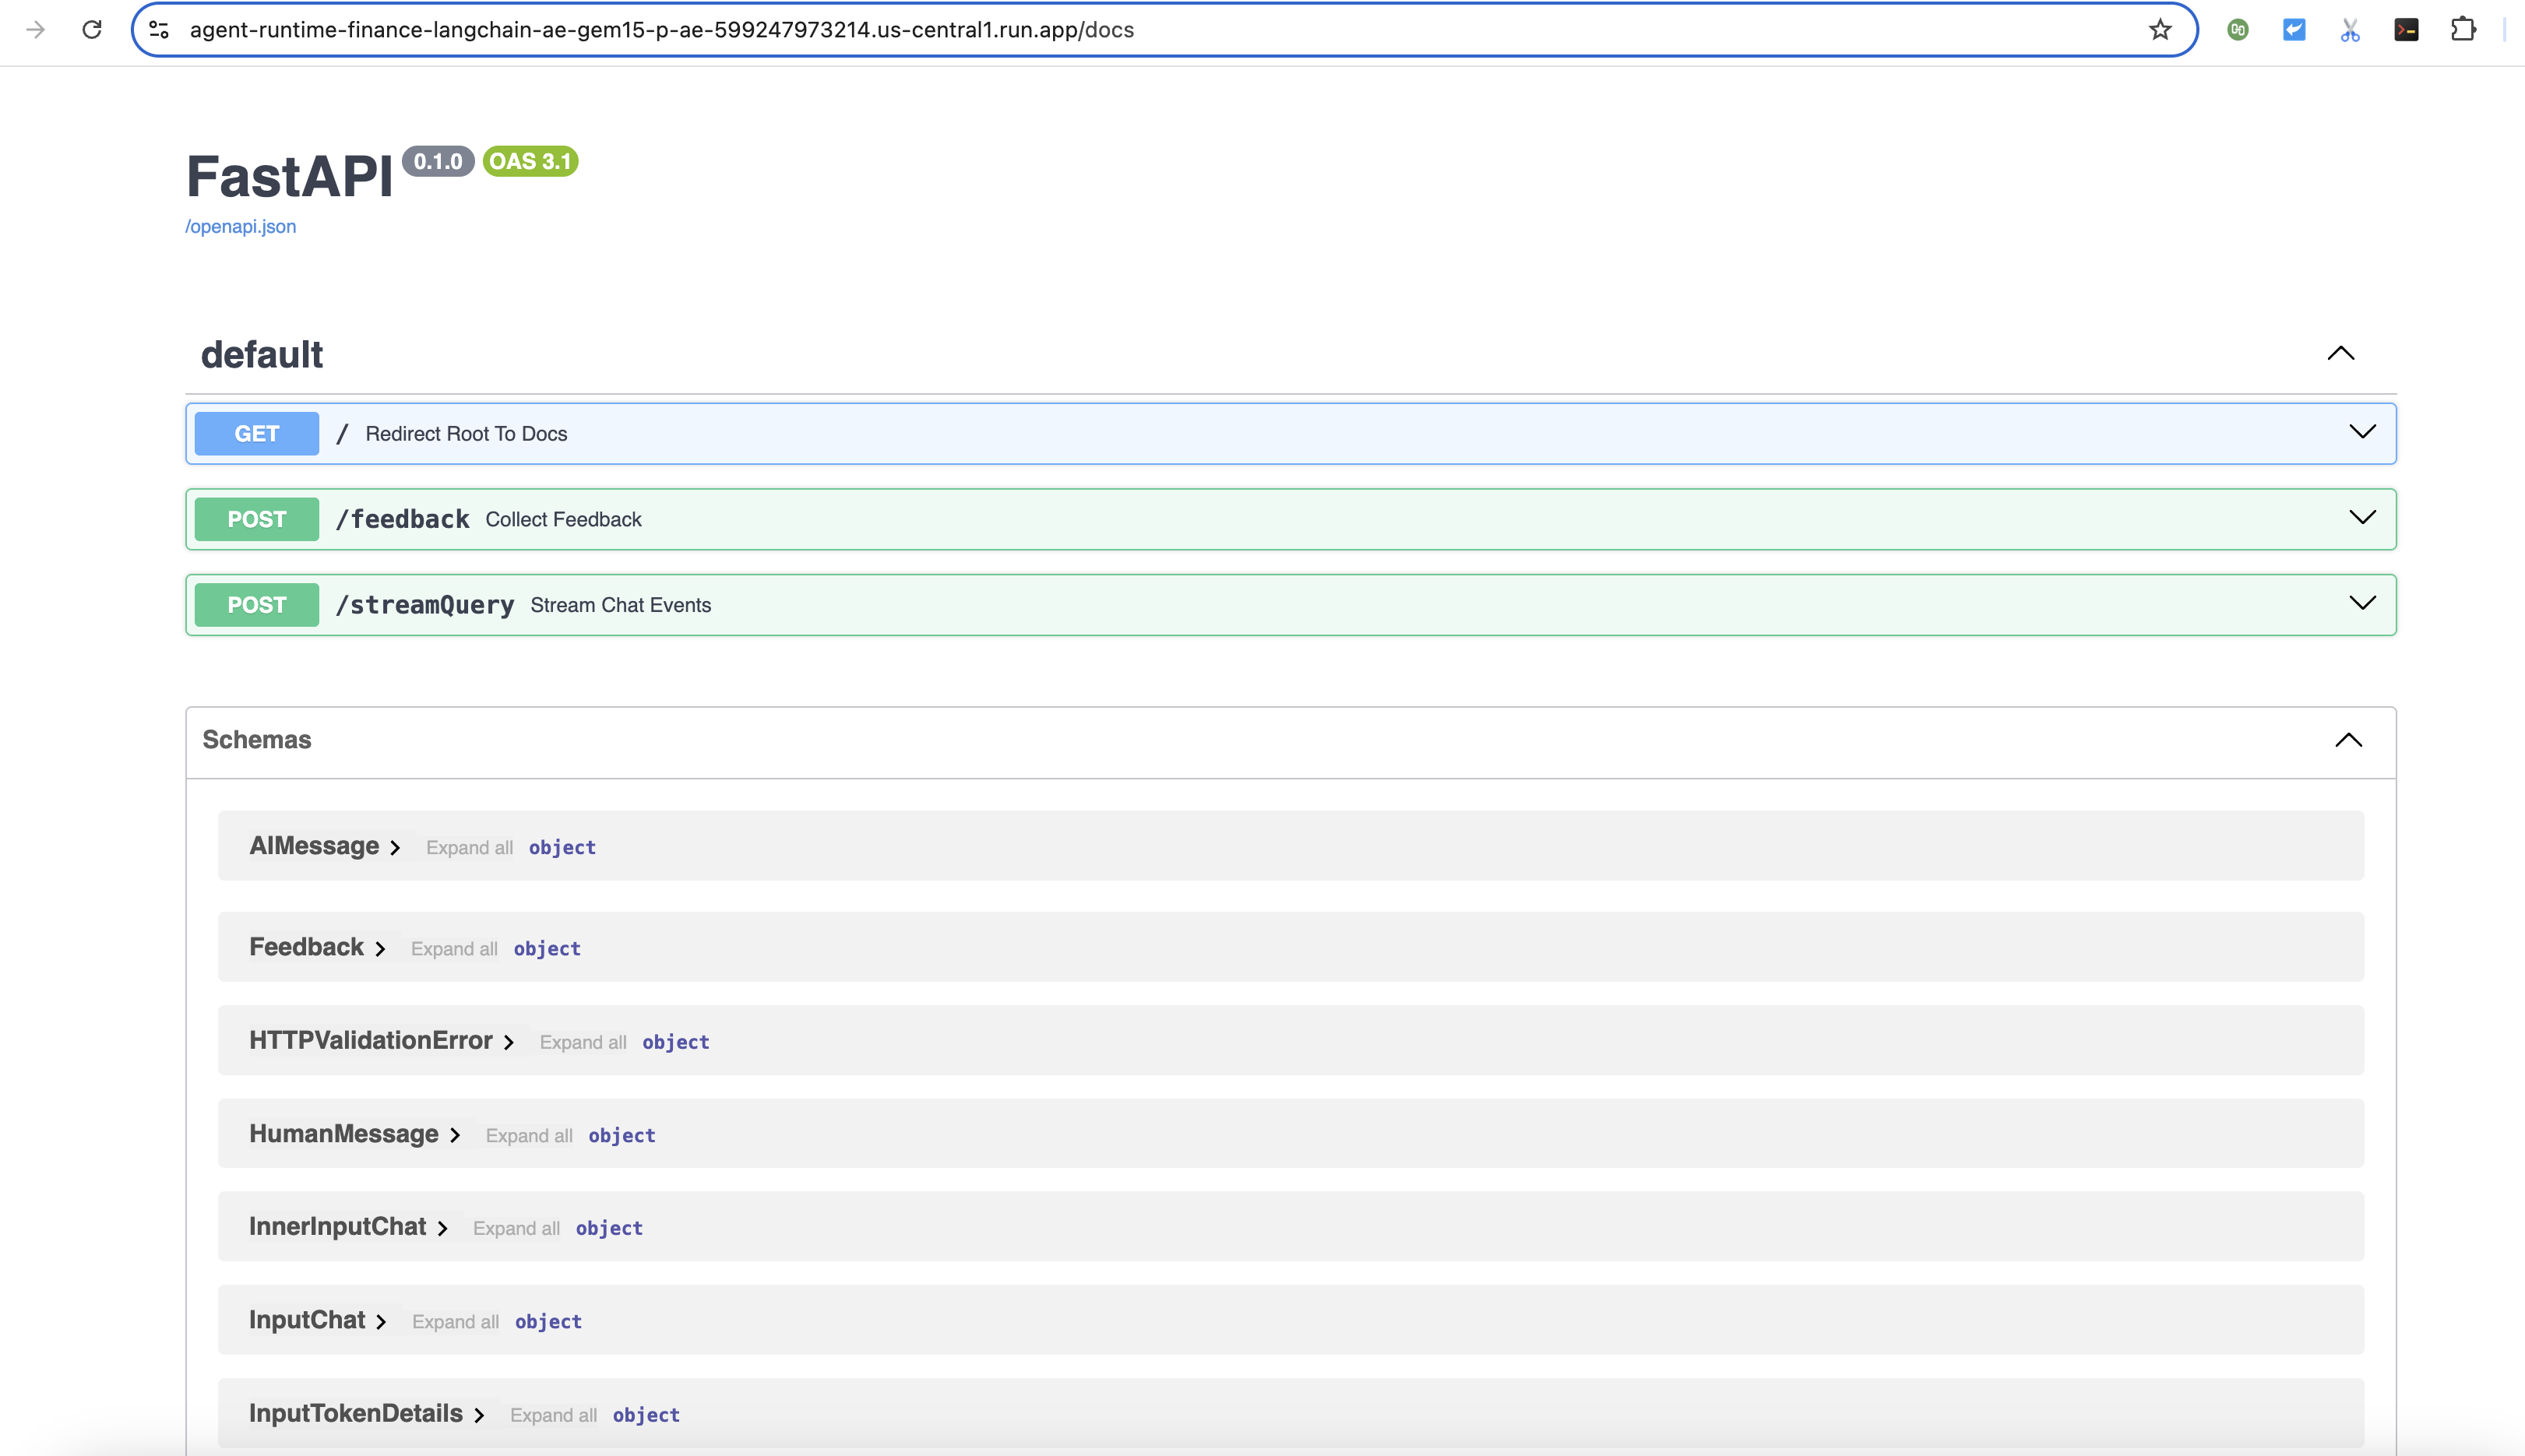 agent-runtime-finance-langchain-ae-gem15-p-ae-599247973214.us-central1.run.app/docs
FastAPI 0.1.0 OAS 3.1
/openapi.json
default
GET / Redirect Root To Docs
POST /feedback Collect Feedback
POST /streamQuery Stream Chat Events
Schemas
AIMessage > Expand all object
Feedback > Expand all object
HTTPValidationError > Expand all object
HumanMessage > Expand all object
InnerInputChat > Expand all object
InputChat > Expand all object
InputTokenDetails > Expand all object